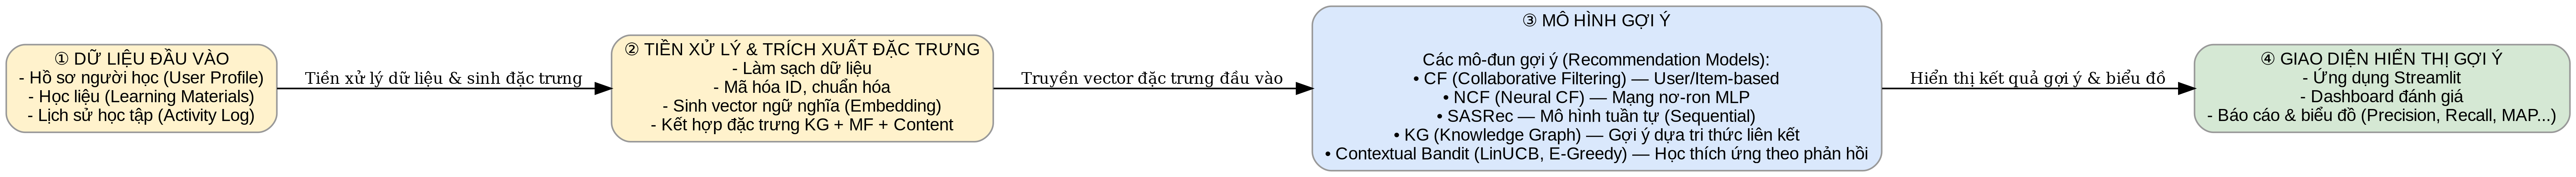 ① DỮ LIỆU ĐẦU VÀO
- Hồ sơ người học (User Profile)
- Học liệu (Learning Materials)
- Lịch sử học tập (Activity Log)
Tiền xử lý dữ liệu & sinh đặc trưng
② TIỀN XỬ LÝ & TRÍCH XUẤT ĐẶC TRƯNG
- Làm sạch dữ liệu
- Mã hóa ID, chuẩn hóa
- Sinh vector ngữ nghĩa (Embedding)
- Kết hợp đặc trưng KG + MF + Content
Truyền vector đặc trưng đầu vào
③ MÔ HÌNH GỢI Ý
Các mô-đun gợi ý (Recommendation Models):
• CF (Collaborative Filtering) — User/Item-based
• NCF (Neural CF) — Mạng nơ-ron MLP
• SASRec — Mô hình tuần tự (Sequential)
• KG (Knowledge Graph) — Gợi ý dựa tri thức liên kết
• Contextual Bandit (LinUCB, E-Greedy) — Học thích ứng theo phản hồi
Hiển thị kết quả gợi ý & biểu đồ
④ GIAO DIỆN HIỂN THỊ GỢI Ý
- Ứng dụng Streamlit
- Dashboard đánh giá
- Báo cáo & biểu đồ (Precision, Recall, MAP...)